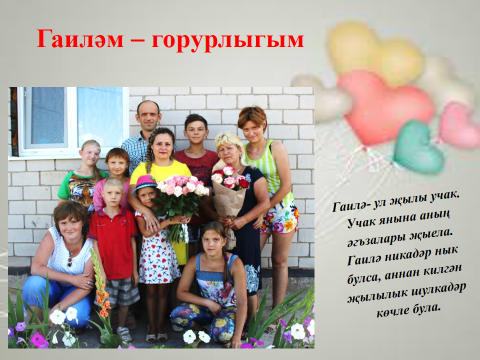 Гаиләм – горурлыгым
Гаилә- ул җылы учак.
Учак янына аның
әгъзалары җыела.
Гаилә никадәр нык
булса, аннан килгән
җылылык шулкадәр
көчле була.